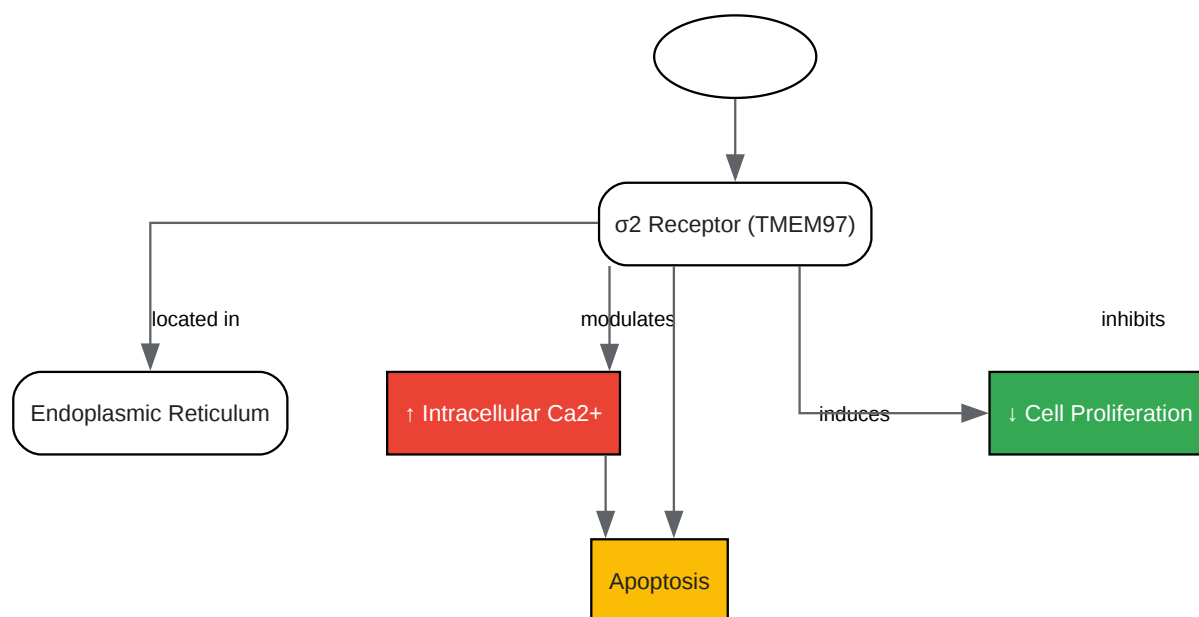 σ2 Receptor (TMEM97)
located in
modulates
inhibits
Endoplasmic Reticulum
↑ Intracellular Ca2+
induces
↓ Cell Proliferation
Apoptosis